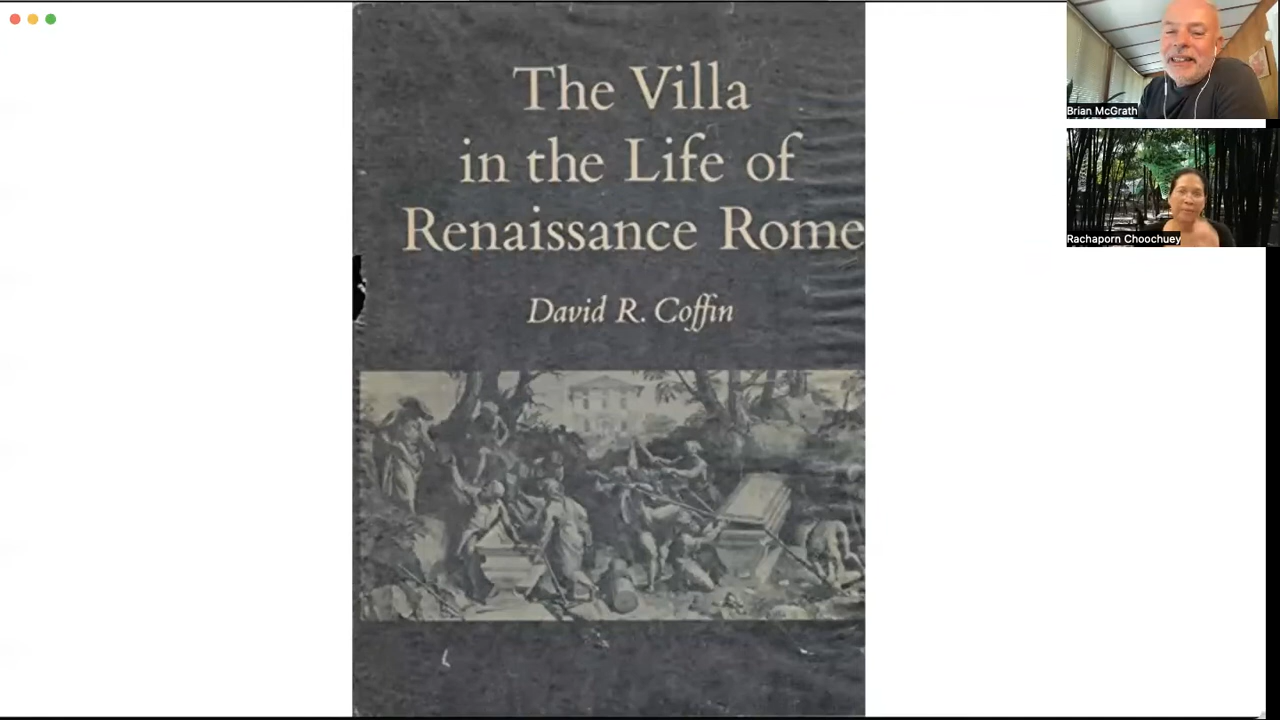 The Villa
in the Life of
Renaissance Rome
David R. Coffin
Brian McGrath
Rachaporn Choochuey